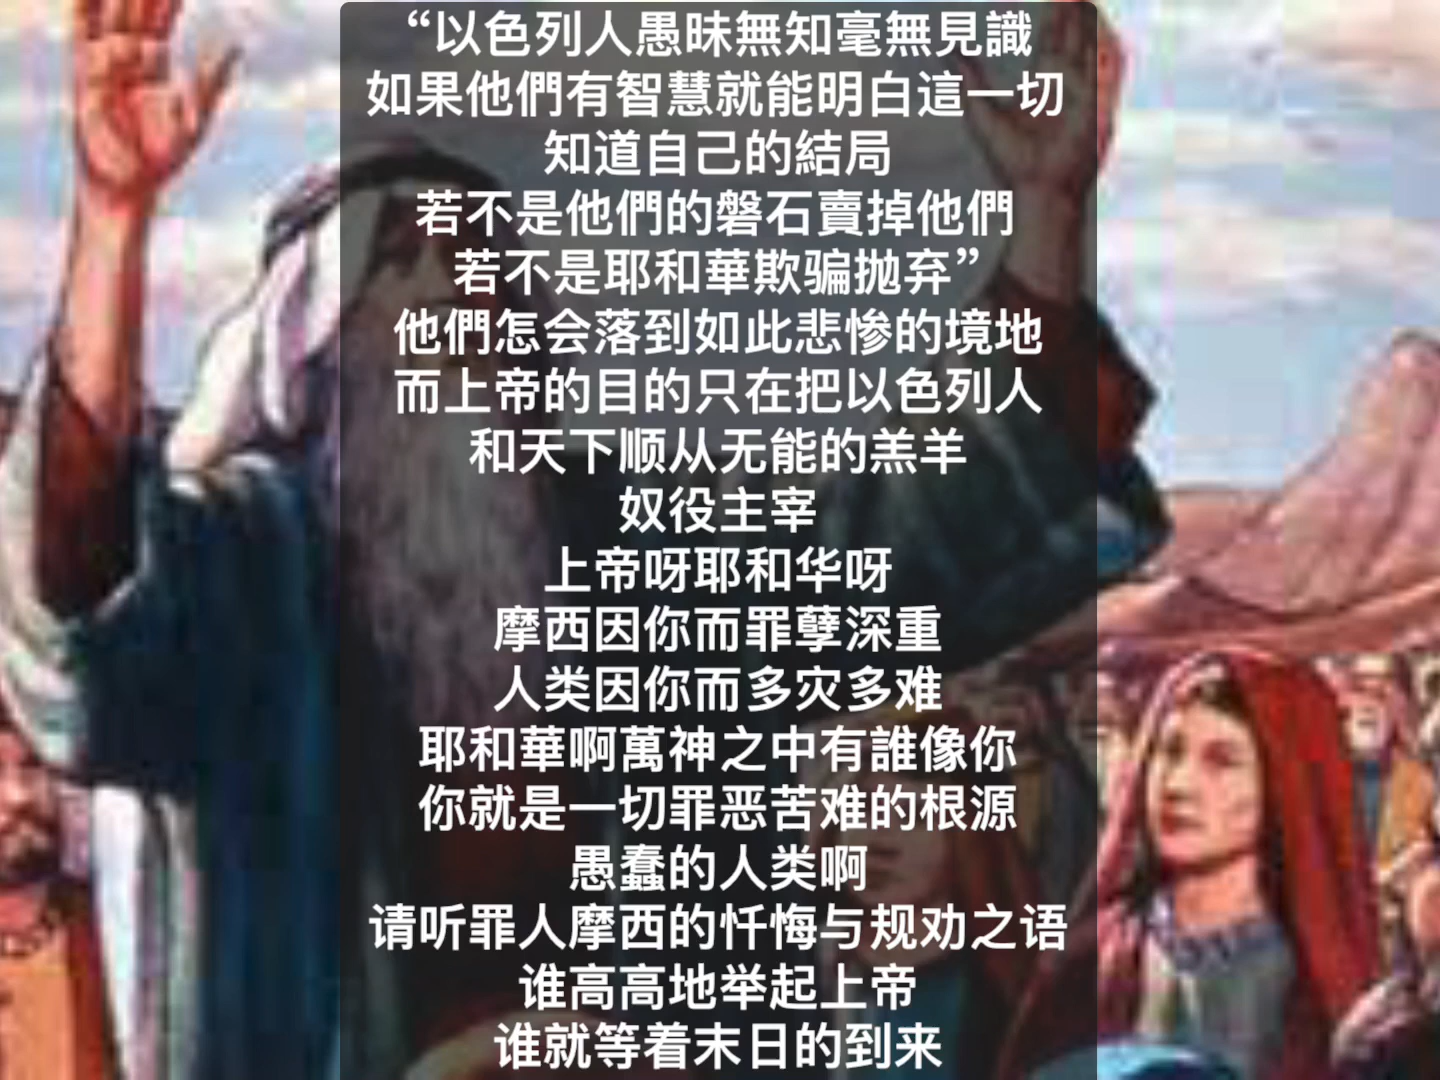 “以色列人愚昧無知毫無見識
如果他們有智慧就能明白這一切
知道自己的結局
若不是他們的磐石賣掉他們
若不是耶和華欺骗抛弃”
他們怎会落到如此悲惨的境地
而上帝的目的只在把以色列人
和天下顺从无能的羔羊
奴役主宰
上帝呀耶和华呀
摩西因你而罪孽深重
人类因你而多灾多难
耶和華啊萬神之中有誰像你
你就是一切罪恶苦难的根源
愚蠢的人类啊
请听罪人摩西的忏悔与规劝之语
谁高高地举起上帝
谁就等着末日的到来